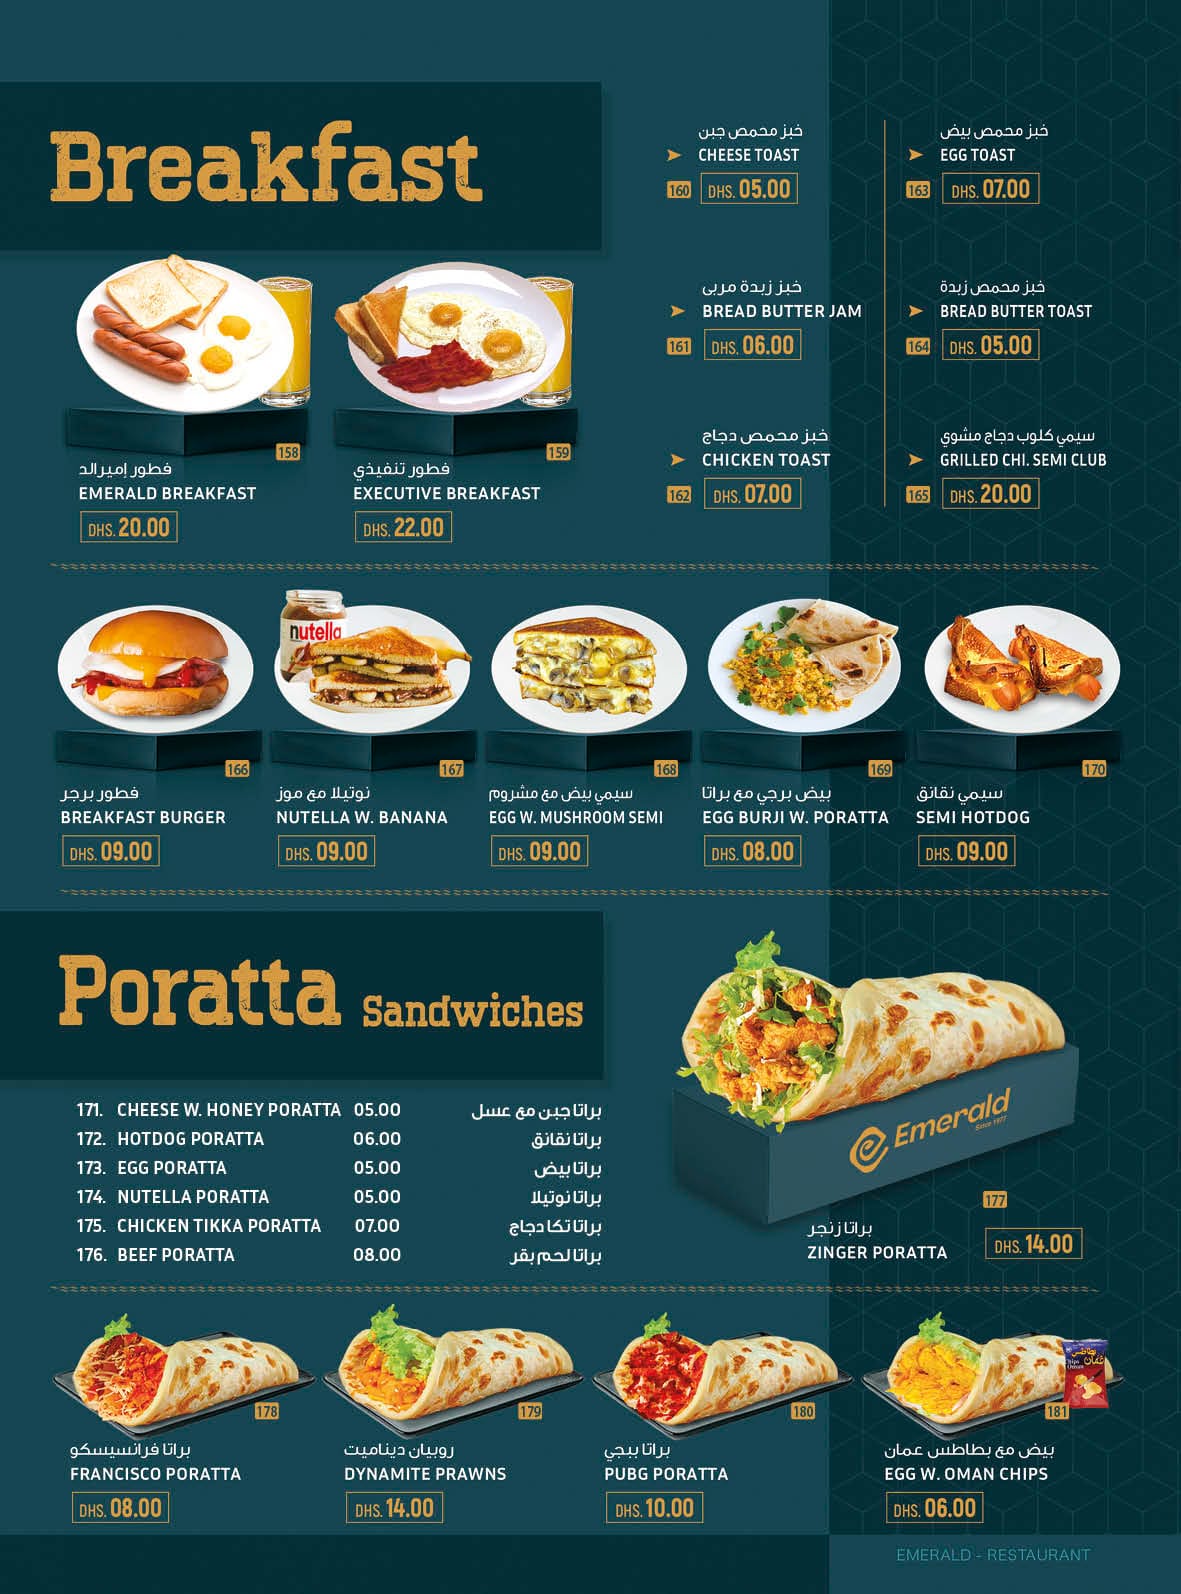 Breakfast
خبز محمص جبن
CHEESE TOAST
160 DHS. 05.00
خبز محمص بيض
EGG TOAST
163 DHS. 07.00
خبز زبدة مربى
BREAD BUTTER JAM
161 DHS. 06.00
خبز محمص زبدة
BREAD BUTTER TOAST
164 DHS. 05.00
خبز محمص دجاج
CHICKEN TOAST
162 DHS. 07.00
سيمي كلوب دجاج مشوي
GRILLED CHI. SEMI CLUB
165 DHS. 20.00
158
فطور إميرالد
EMERALD BREAKFAST
DHS. 20.00
159
فطور تنفيذي
EXECUTIVE BREAKFAST
DHS. 22.00
166
فطور برجر
BREAKFAST BURGER
DHS. 09.00
nutella
167
نوتيلا مع موز
NUTELLA W. BANANA
DHS. 09.00
168
سيمي بيض مع مشروم
EGG W. MUSHROOM SEMI
DHS. 09.00
169
بيض برجي مع براتا
EGG BURJI W. PORATTA
DHS. 08.00
170
سيمي نقانق
SEMI HOTDOG
DHS. 09.00
Poratta Sandwiches
171. CHEESE W. HONEY PORATTA 05.00 براتا جبن مع عسل
172. HOTDOG PORATTA 06.00 براتا نقانق
173. EGG PORATTA 05.00 براتا بيض
174. NUTELLA PORATTA 05.00 براتا نوتيلا
175. CHICKEN TIKKA PORATTA 07.00 براتا تكا دجاج
176. BEEF PORATTA 08.00 براتا لحم بقر
Emerald
Since 1977
177
براتا زنجر
ZINGER PORATTA
DHS. 14.00
178
براتا فرانسيسكو
FRANCISCO PORATTA
DHS. 08.00
179
روبيان ديناميت
DYNAMITE PRAWNS
DHS. 14.00
180
براتا ببجي
PUBG PORATTA
DHS. 10.00
بطاطس
عمان
Chips
Oman
181
بيض مع بطاطس عمان
EGG W. OMAN CHIPS
DHS. 06.00
EMERALD - RESTAURANT